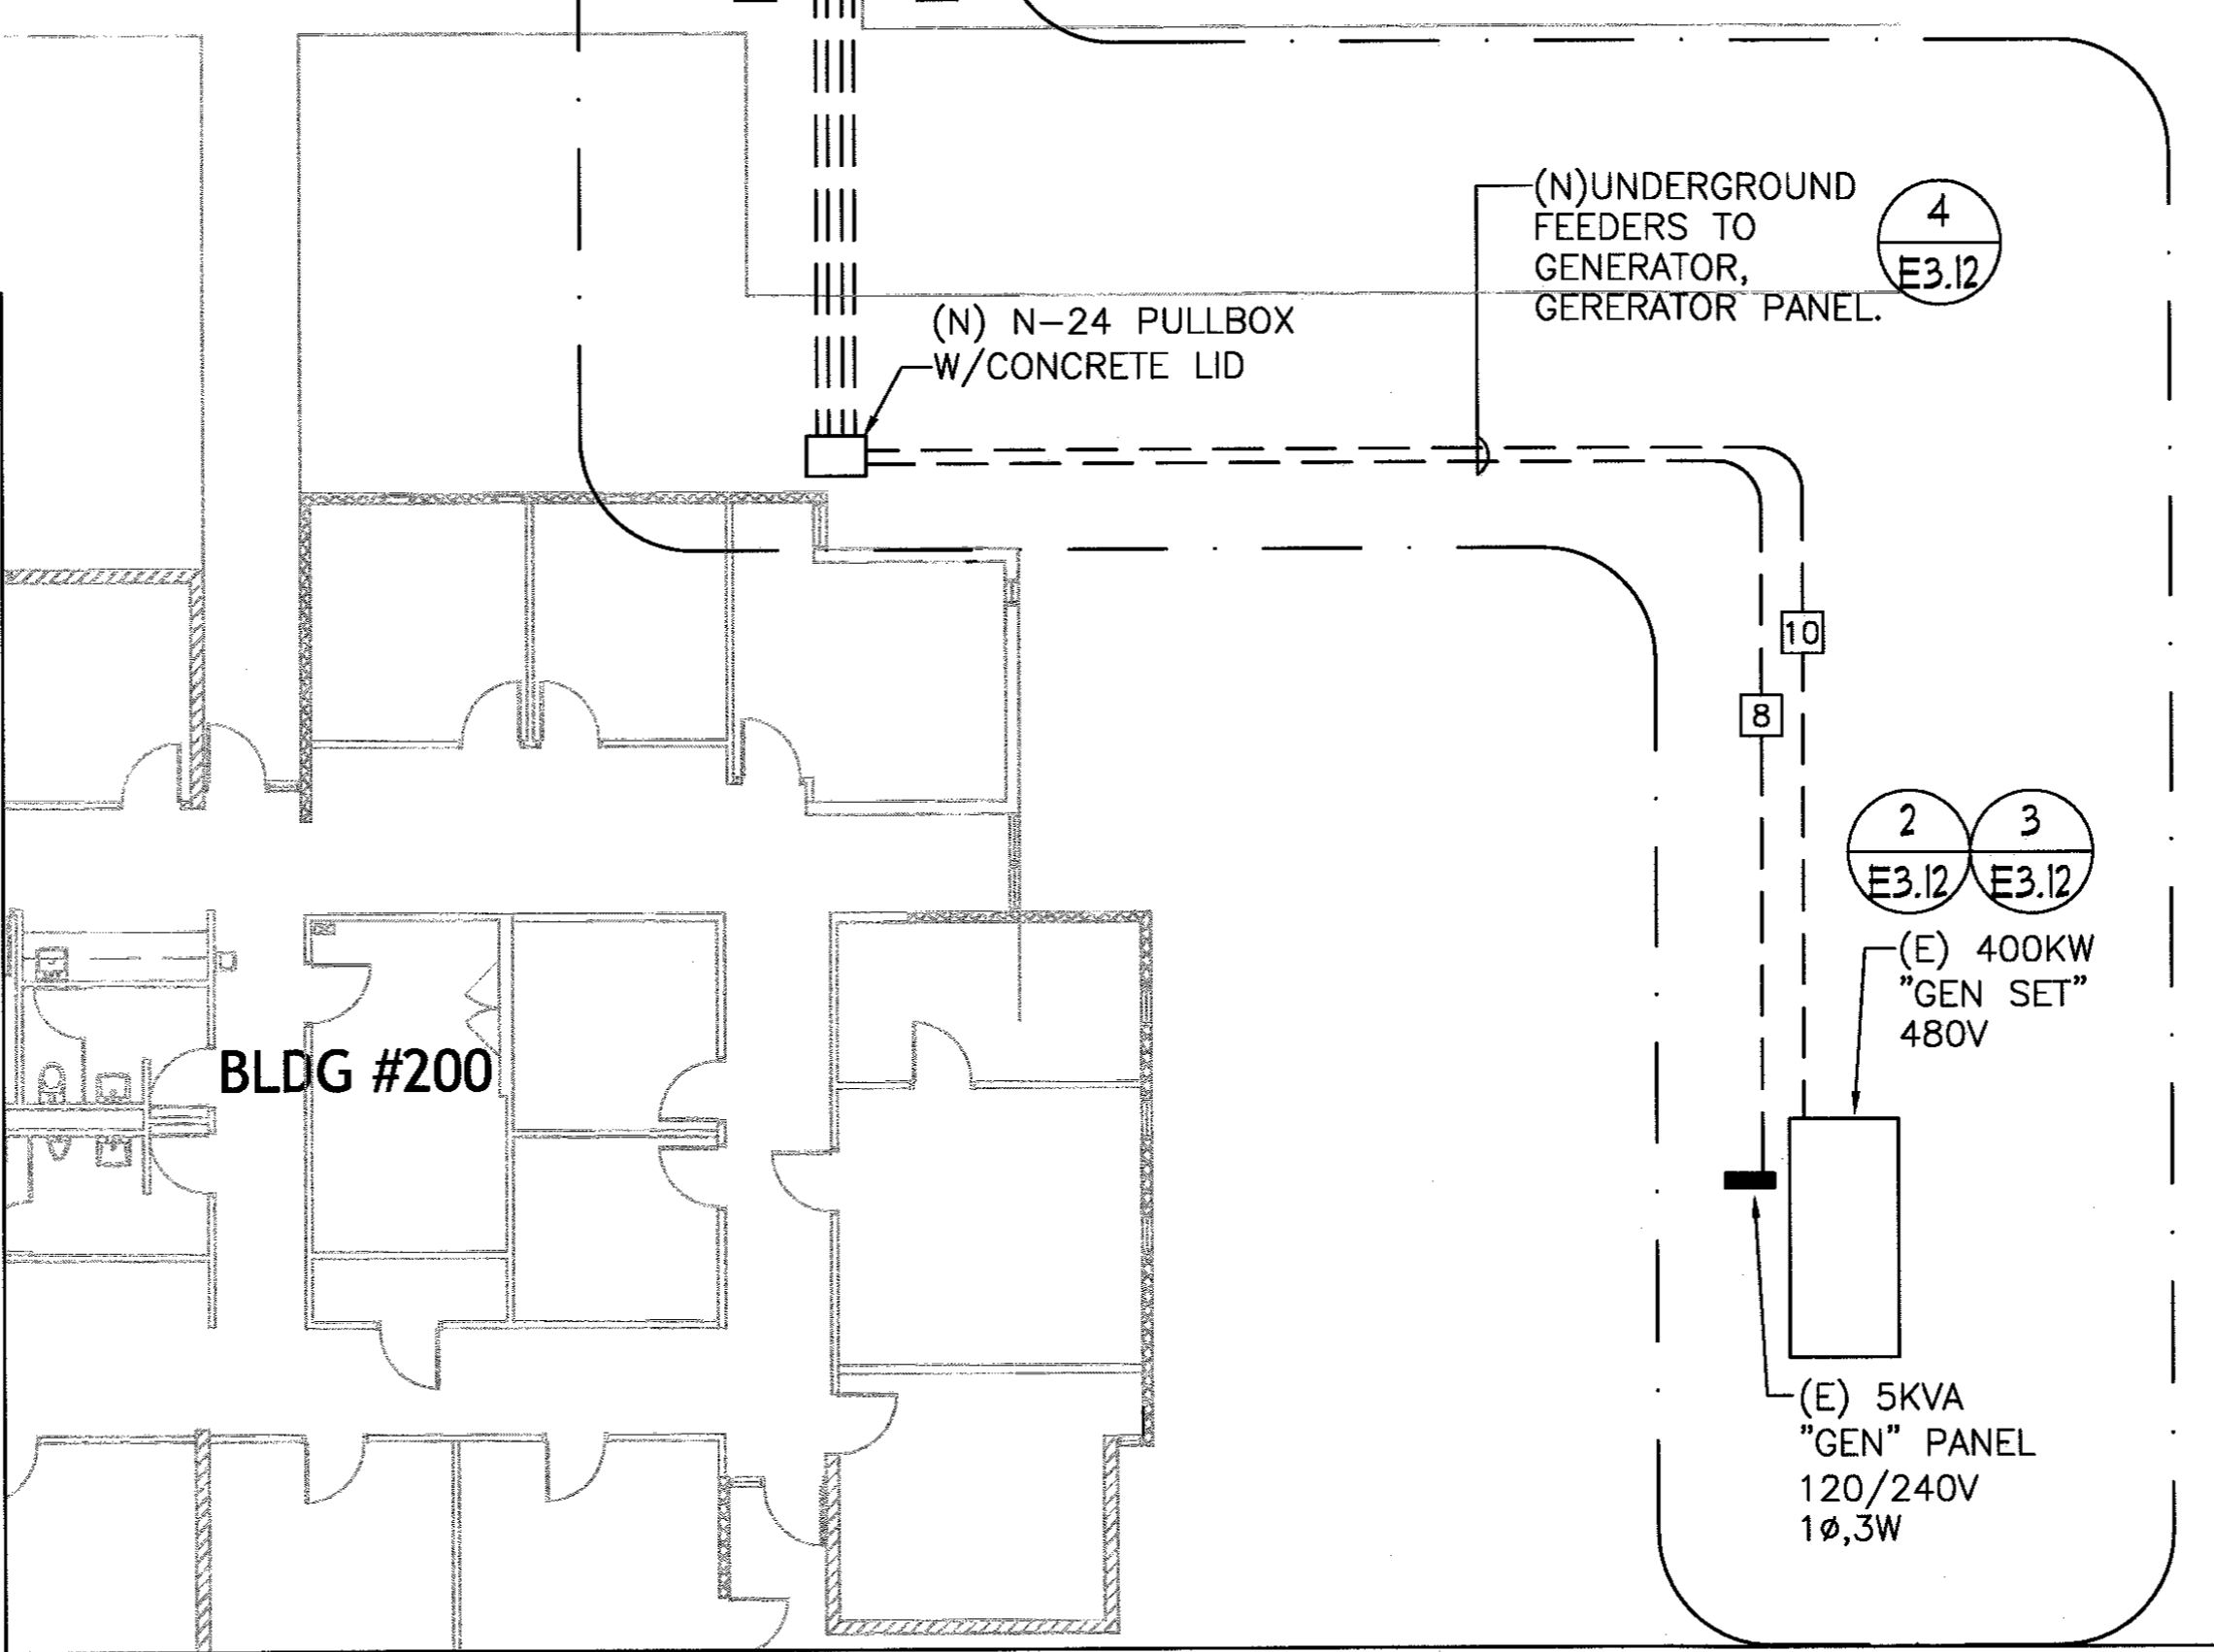 (N)UNDERGROUND
FEEDERS TO
GENERATOR,
GERERATOR PANEL.
4
E3.12
(N) N-24 PULLBOX
W/CONCRETE LID
10
8
2
E3.12
3
E3.12
(E) 400KW
"GEN SET"
480V
BLDG #200
(E) 5KVA
"GEN" PANEL
120/240V
1ø,3W